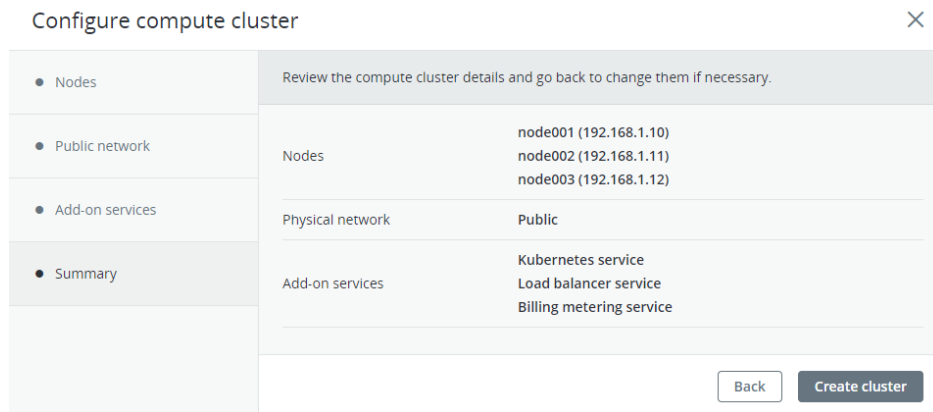 Configure compute cluster
Nodes
Public network
Add-on services
Summary
Review the compute cluster details and go back to change them if necessary.
Nodes
node001 (192.168.1.10)
node002 (192.168.1.11)
node003 (192.168.1.12)
Physical network
Public
Add-on services
Kubernetes service
Load balancer service
Billing metering service
Back
Create cluster